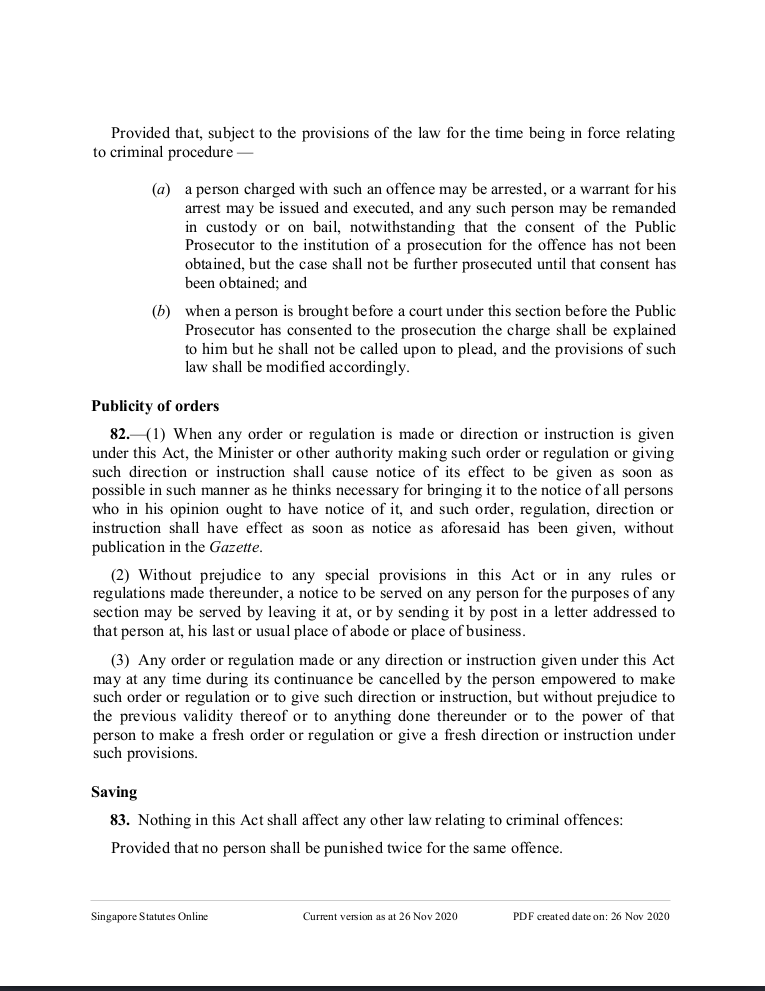 Provided that, subject to the provisions of the law for the time being in force relating
to criminal procedure —
(a) a person charged with such an offence may be arrested, or a warrant for his
arrest may be issued and executed, and any such person may be remanded
in custody or on bail, notwithstanding that the consent of the Public
Prosecutor to the institution of a prosecution for the offence has not been
obtained, but the case shall not be further prosecuted until that consent has
been obtained; and
(b) when a person is brought before a court under this section before the Public
Prosecutor has consented to the prosecution the charge shall be explained
to him but he shall not be called upon to plead, and the provisions of such
law shall be modified accordingly.
Publicity of orders
82.—(1) When any order or regulation is made or direction or instruction is given
under this Act, the Minister or other authority making such order or regulation or giving
such direction or instruction shall cause notice of its effect to be given as soon as
possible in such manner as he thinks necessary for bringing it to the notice of all persons
who in his opinion ought to have notice of it, and such order, regulation, direction or
instruction shall have effect as soon as notice as aforesaid has been given, without
publication in the Gazette.
(2) Without prejudice to any special provisions in this Act or in any rules or
regulations made thereunder, a notice to be served on any person for the purposes of any
section may be served by leaving it at, or by sending it by post in a letter addressed to
that person at, his last or usual place of abode or place of business.
(3) Any order or regulation made or any direction or instruction given under this Act
may at any time during its continuance be cancelled by the person empowered to make
such order or regulation or to give such direction or instruction, but without prejudice to
the previous validity thereof or to anything done thereunder or to the power of that
person to make a fresh order or regulation or give a fresh direction or instruction under
such provisions.
Saving
83. Nothing in this Act shall affect any other law relating to criminal offences:
Provided that no person shall be punished twice for the same offence.
Singapore Statutes Online Current version as at 26 Nov 2020 PDF created date on: 26 Nov 2020